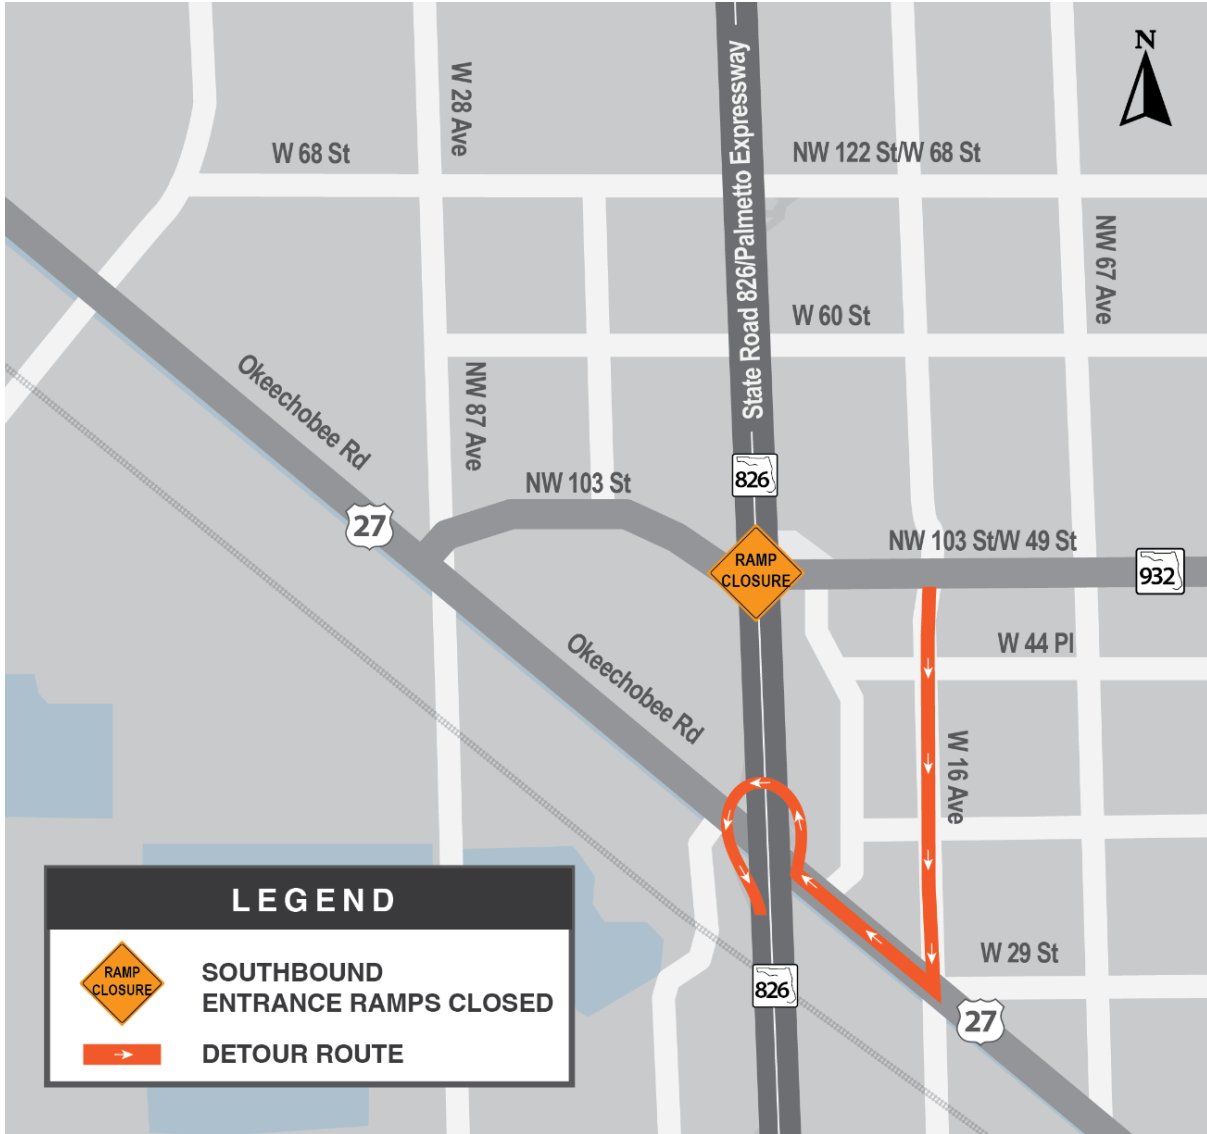 N
W 28 Ave
W 68 St
State Road 826/Palmetto Expressway
NW 122 St/W 68 St
NW 67 Ave
W 60 St
Okeechobee Rd
NW 87 Ave
826
NW 103 St
27
NW 103 St/W 49 St
RAMP
CLOSURE
932
W 44 Pl
Okeechobee Rd
W 16 Ave
LEGEND
W 29 St
RAMP
CLOSURE
SOUTHBOUND
ENTRANCE RAMPS CLOSED
826
27
DETOUR ROUTE